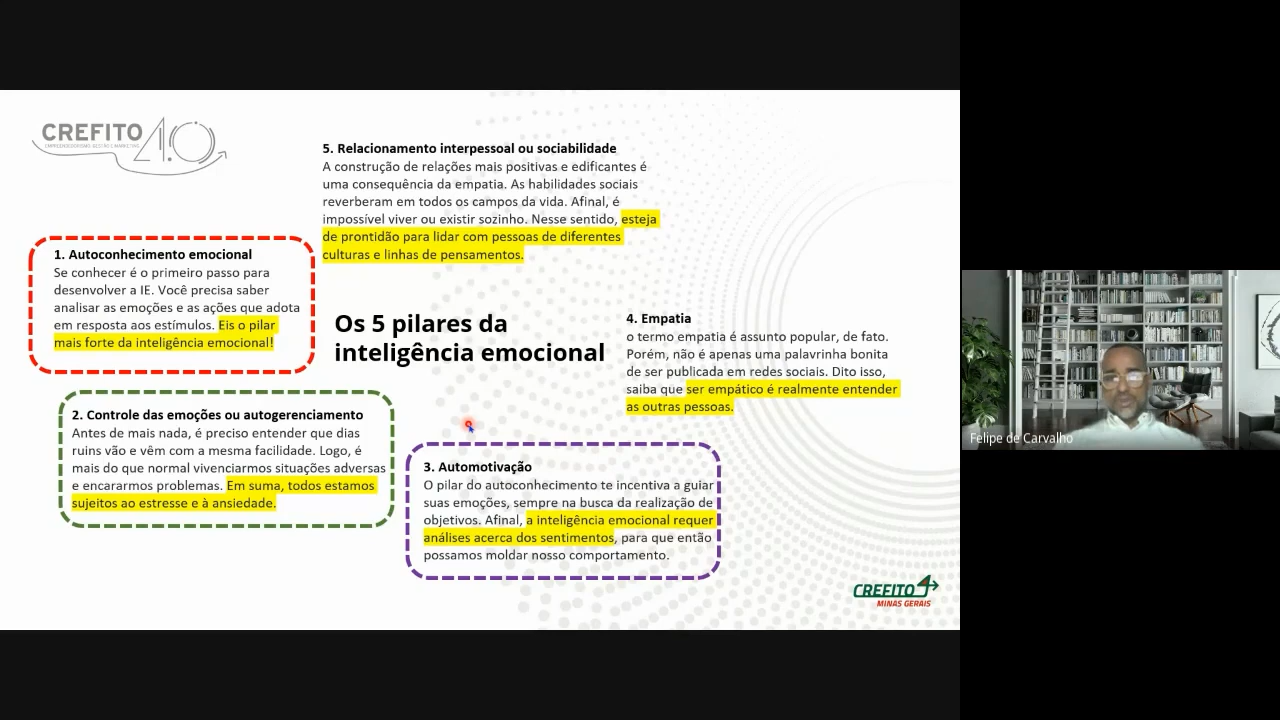 CREFITO 4.0
EMPREENDEDORISMO, GESTÃO E MARKETING
5. Relacionamento interpessoal ou sociabilidade
A construção de relações mais positivas e edificantes é
uma consequência da empatia. As habilidades sociais
reverberam em todos os campos da vida. Afinal, é
impossível viver ou existir sozinho. Nesse sentido, esteja
de prontidão para lidar com pessoas de diferentes
culturas e linhas de pensamentos.
1. Autoconhecimento emocional
Se conhecer é o primeiro passo para
desenvolver a IE. Você precisa saber
analisar as emoções e as ações que adota
em resposta aos estímulos. Eis o pilar
mais forte da inteligência emocional!
Os 5 pilares da
inteligência emocional
4. Empatia
o termo empatia é assunto popular, de fato.
Porém, não é apenas uma palavrinha bonita
de ser publicada em redes sociais. Dito isso,
saiba que ser empático é realmente entender
as outras pessoas.
2. Controle das emoções ou autogerenciamento
Antes de mais nada, é preciso entender que dias
ruins vão e vêm com a mesma facilidade. Logo, é
mais do que normal vivenciarmos situações adversas
e encararmos problemas. Em suma, todos estamos
sujeitos ao estresse e à ansiedade.
3. Automotivação
O pilar do autoconhecimento te incentiva a guiar
suas emoções, sempre na busca da realização de
objetivos. Afinal, a inteligência emocional requer
análises acerca dos sentimentos, para que então
possamos moldar nosso comportamento.
CREFITO 4
MINAS GERAIS
Felipe de Carvalho